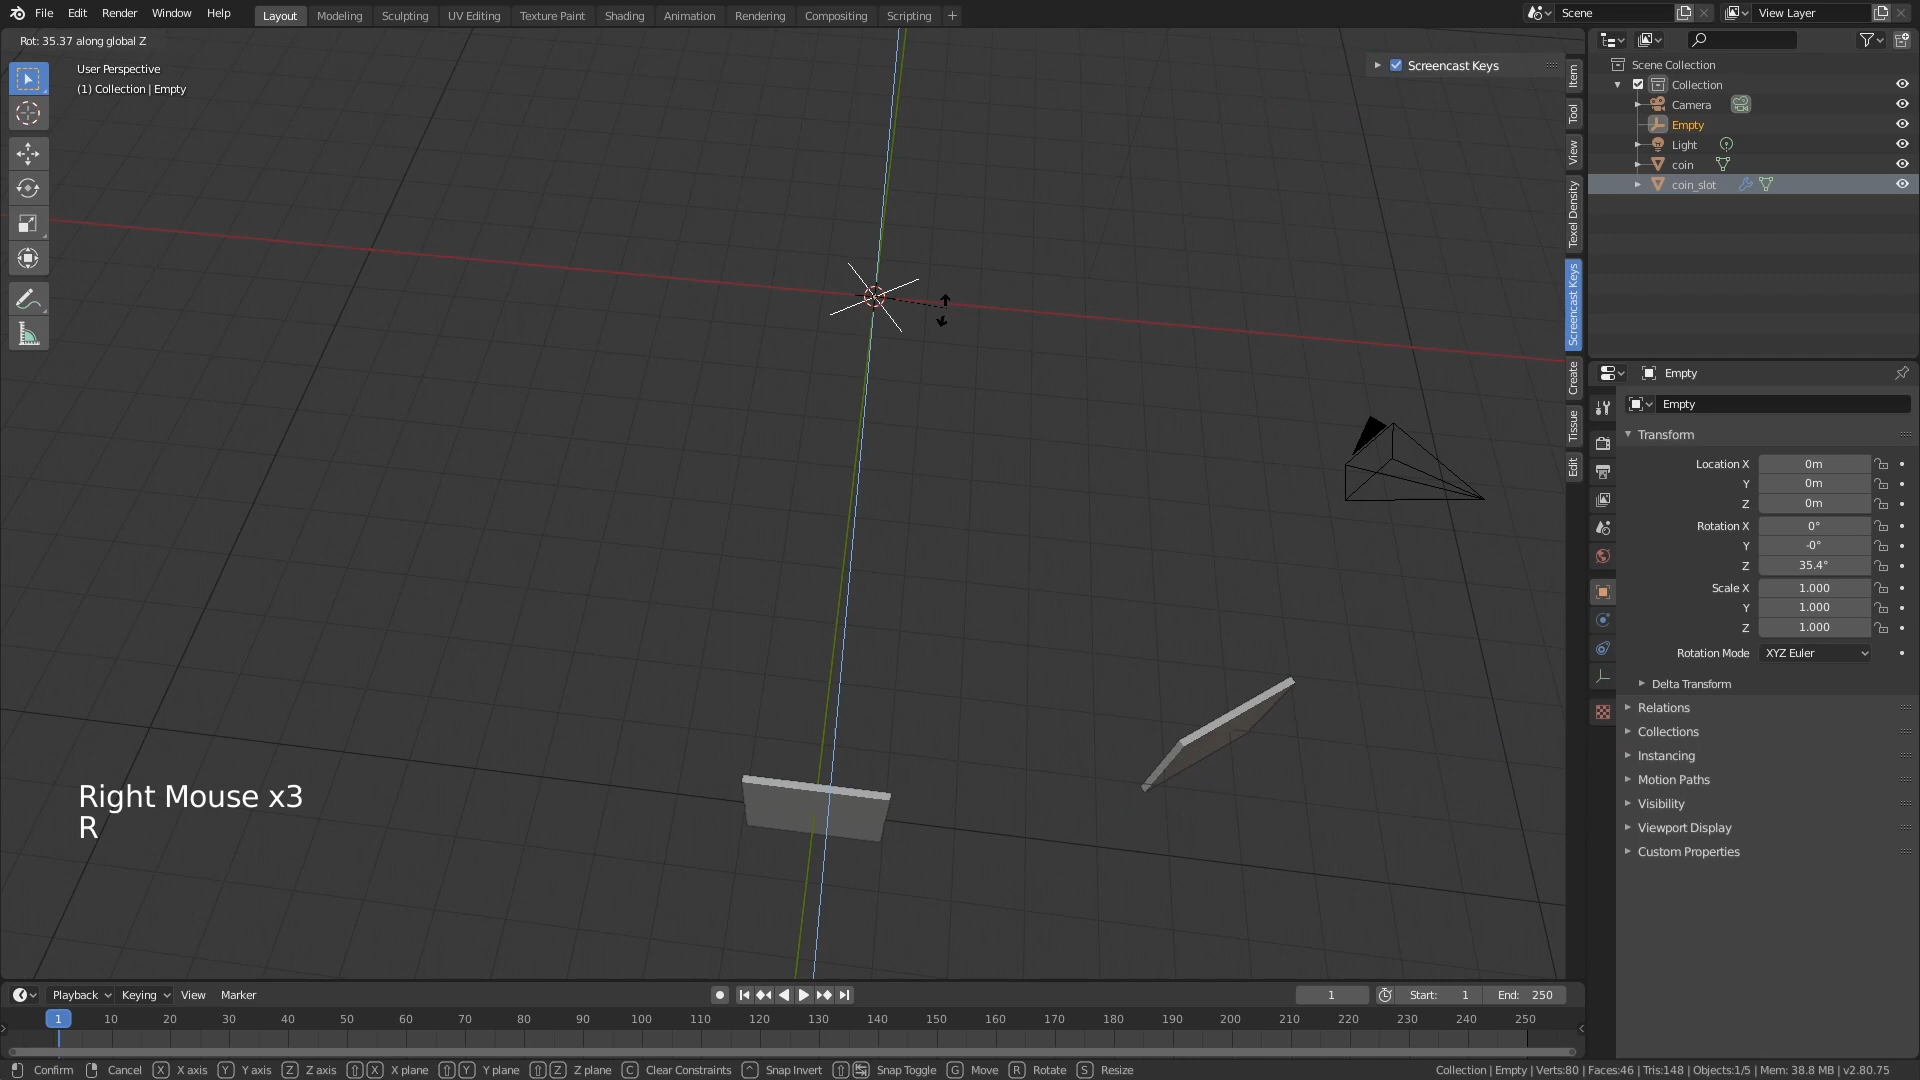 File Edit Render Window Help Layout Modeling Sculpting UV Editing Texture Paint Shading Animation Rendering Compositing Scripting + Scene View Layer
Rot: 35.37 along global Z
User Perspective
(1) Collection | Empty
Screencast Keys
Item
Tool
View
Texel Density
Screencast Keys
Create
Tissue
Edit
Scene Collection
Collection
Camera
Empty
Light
coin
coin_slot
Empty
Empty
Transform
Location X 0m
Y 0m
Z 0m
Rotation X 0°
Y -0°
Z 35.4°
Scale X 1.000
Y 1.000
Z 1.000
Rotation Mode XYZ Euler
Delta Transform
Relations
Collections
Instancing
Motion Paths
Visibility
Viewport Display
Custom Properties
Right Mouse x3
R
Playback Keying View Marker 1 Start: 1 End: 250
1 10 20 30 40 50 60 70 80 90 100 110 120 130 140 150 160 170 180 190 200 210 220 230 240 250
Confirm Cancel X X axis Y Y axis Z Z axis X X plane Y Y plane Z Z plane C Clear Constraints Snap Invert Snap Toggle G Move R Rotate S Resize Collection | Empty | Verts:80 | Faces:46 | Tris:148 | Objects:1/5 | Mem: 38.8 MB | v2.80.75